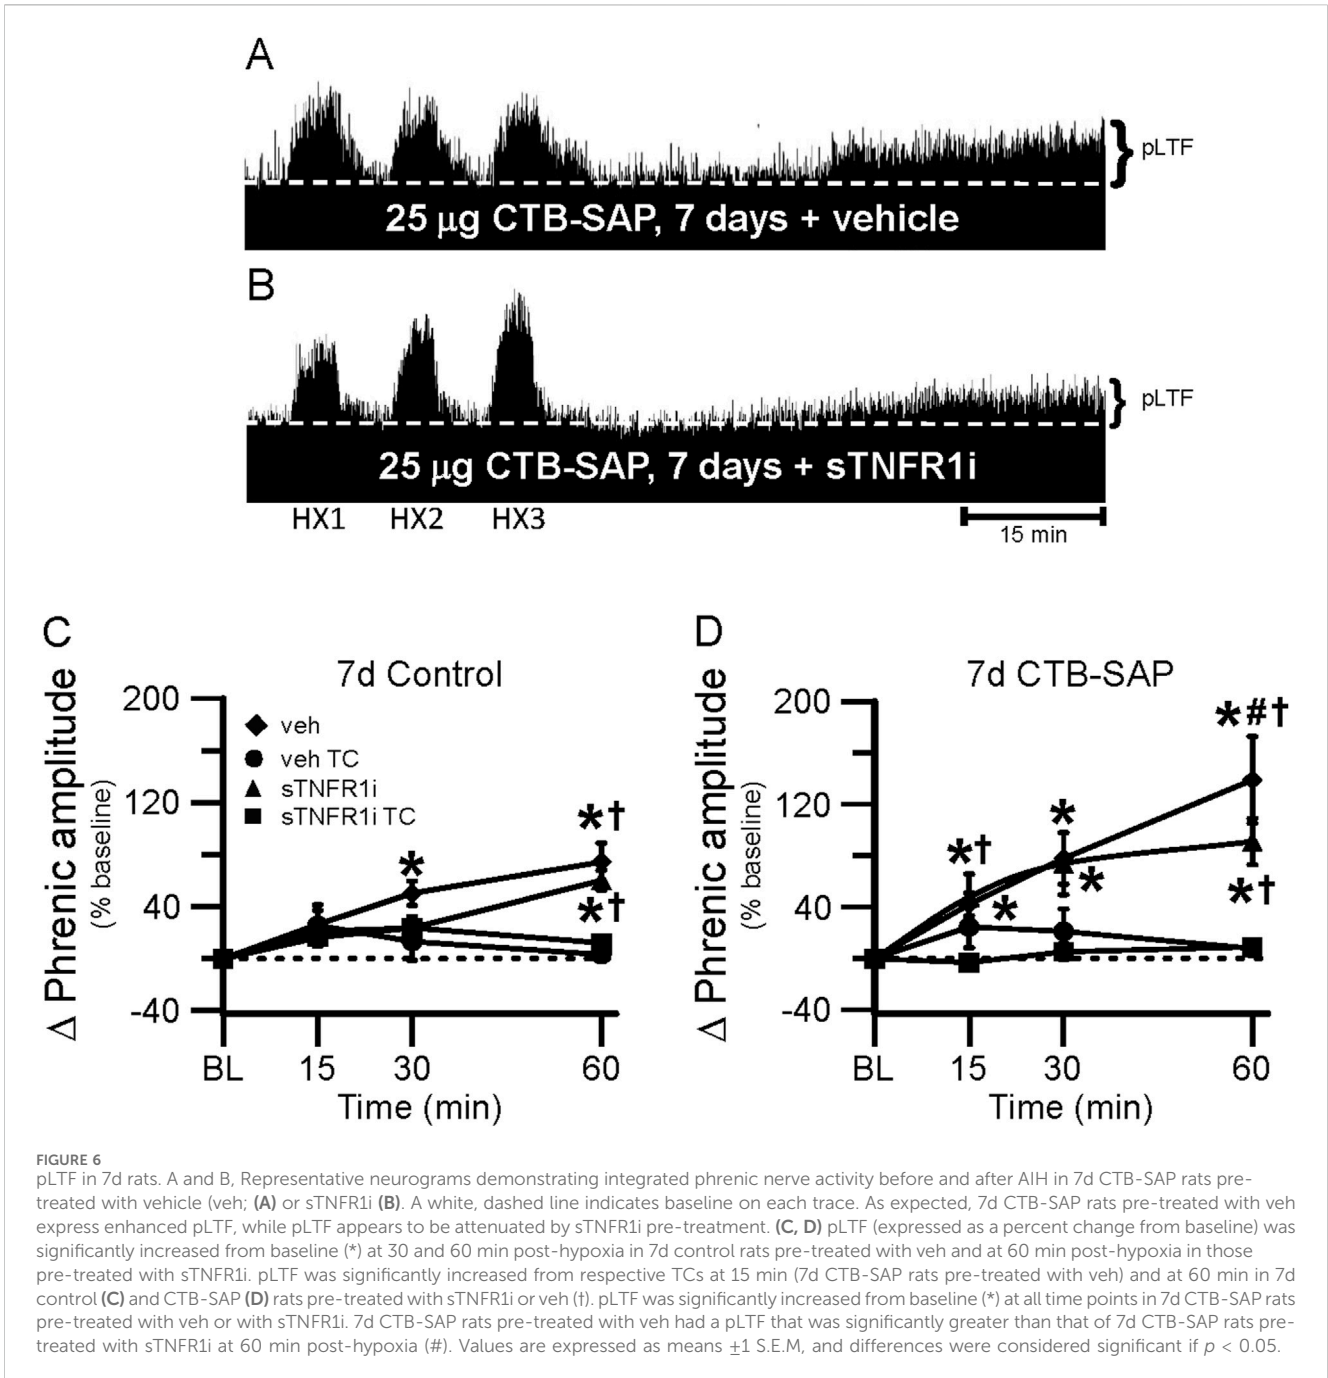 A
pLTF
25 μg CTB-SAP, 7 days + vehicle
B
pLTF
25 μg CTB-SAP, 7 days + sTNFR1i
HX1 HX2 HX3
15 min
C
7d Control
Δ Phrenic amplitude
(% baseline)
200
120
40
-40
veh
veh TC
sTNFR1i
sTNFR1i TC
*
*†
*†
BL 15 30 60
Time (min)
D
7d CTB-SAP
Δ Phrenic amplitude
(% baseline)
200
120
40
-40
*†
*
*
*
*#†
*†
BL 15 30 60
Time (min)
FIGURE 6
pLTF in 7d rats. A and B, Representative neurograms demonstrating integrated phrenic nerve activity before and after AIH in 7d CTB-SAP rats pre-
treated with vehicle (veh; (A) or sTNFR1i (B). A white, dashed line indicates baseline on each trace. As expected, 7d CTB-SAP rats pre-treated with veh
express enhanced pLTF, while pLTF appears to be attenuated by sTNFR1i pre-treatment. (C, D) pLTF (expressed as a percent change from baseline) was
significantly increased from baseline (*) at 30 and 60 min post-hypoxia in 7d control rats pre-treated with veh and at 60 min post-hypoxia in those
pre-treated with sTNFR1i. pLTF was significantly increased from respective TCs at 15 min (7d CTB-SAP rats pre-treated with veh) and at 60 min in 7d
control (C) and CTB-SAP (D) rats pre-treated with sTNFR1i or veh (†). pLTF was significantly increased from baseline (*) at all time points in 7d CTB-SAP rats
pre-treated with veh or with sTNFR1i. 7d CTB-SAP rats pre-treated with veh had a pLTF that was significantly greater than that of 7d CTB-SAP rats pre-
treated with sTNFR1i at 60 min post-hypoxia (#). Values are expressed as means ±1 S.E.M, and differences were considered significant if p < 0.05.